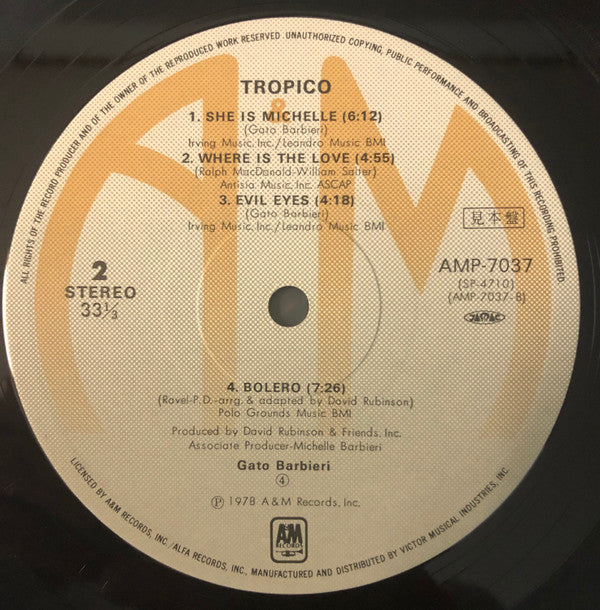 ALL RIGHTS OF THE RECORD PRODUCER AND OF THE OWNER OF THE REPRODUCED WORK RESERVED. UNAUTHORIZED COPYING, PUBLIC PERFORMANCE AND BROADCASTING OF THIS RECORDING PROHIBITED.
TROPICO
1. SHE IS MICHELLE (6:12)
(Gato Barbieri)
Irving Music, Inc./Leandro Music BMI
2. WHERE IS THE LOVE (4:55)
(Ralph MacDonald-William Salter)
Antisia Music, Inc. ASCAP
3. EVIL EYES (4:18)
(Gato Barbieri)
Irving Music, Inc./Leandro Music BMI
見本盤
2
STEREO
33⅓
AMP-7037
(SP-4710)
(AMP-7037-B)
JASRAC
4. BOLERO (7:26)
(Ravel-P.D.-arrg. & adapted by David Rubinson)
Polo Grounds Music BMI
Produced by David Rubinson & Friends, Inc.
Associate Producer-Michelle Barbieri
Gato Barbieri
④
℗ 1978 A & M Records, Inc.
A&M
RECORDS
LICENSED BY A&M RECORDS, INC./ALFA RECORDS, INC., MANUFACTURED AND DISTRIBUTED BY VICTOR MUSICAL INDUSTRIES, INC.